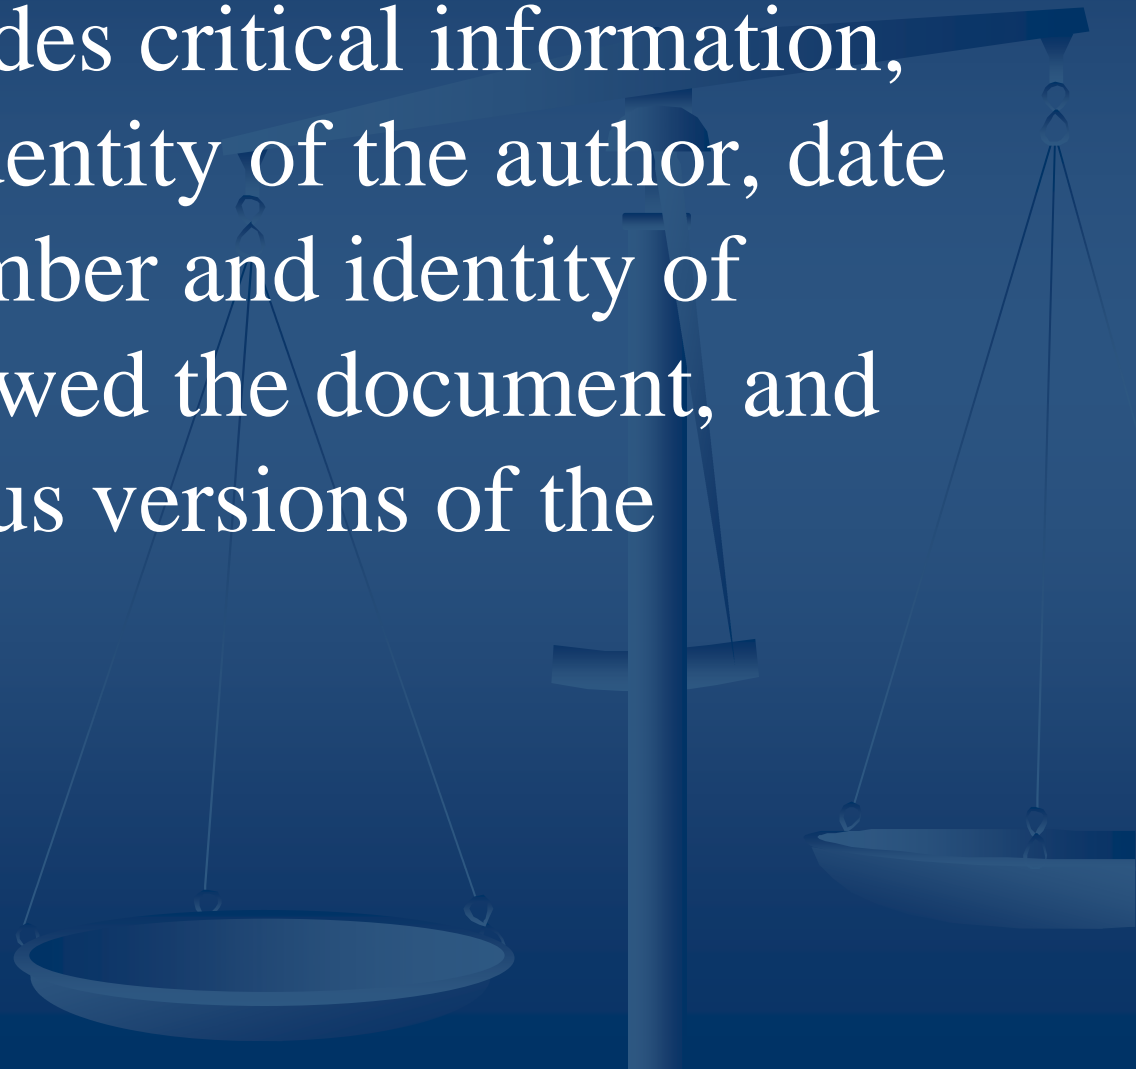 des critical information,
entity of the author, date
mber and identity of
wed the document, and
us versions of the